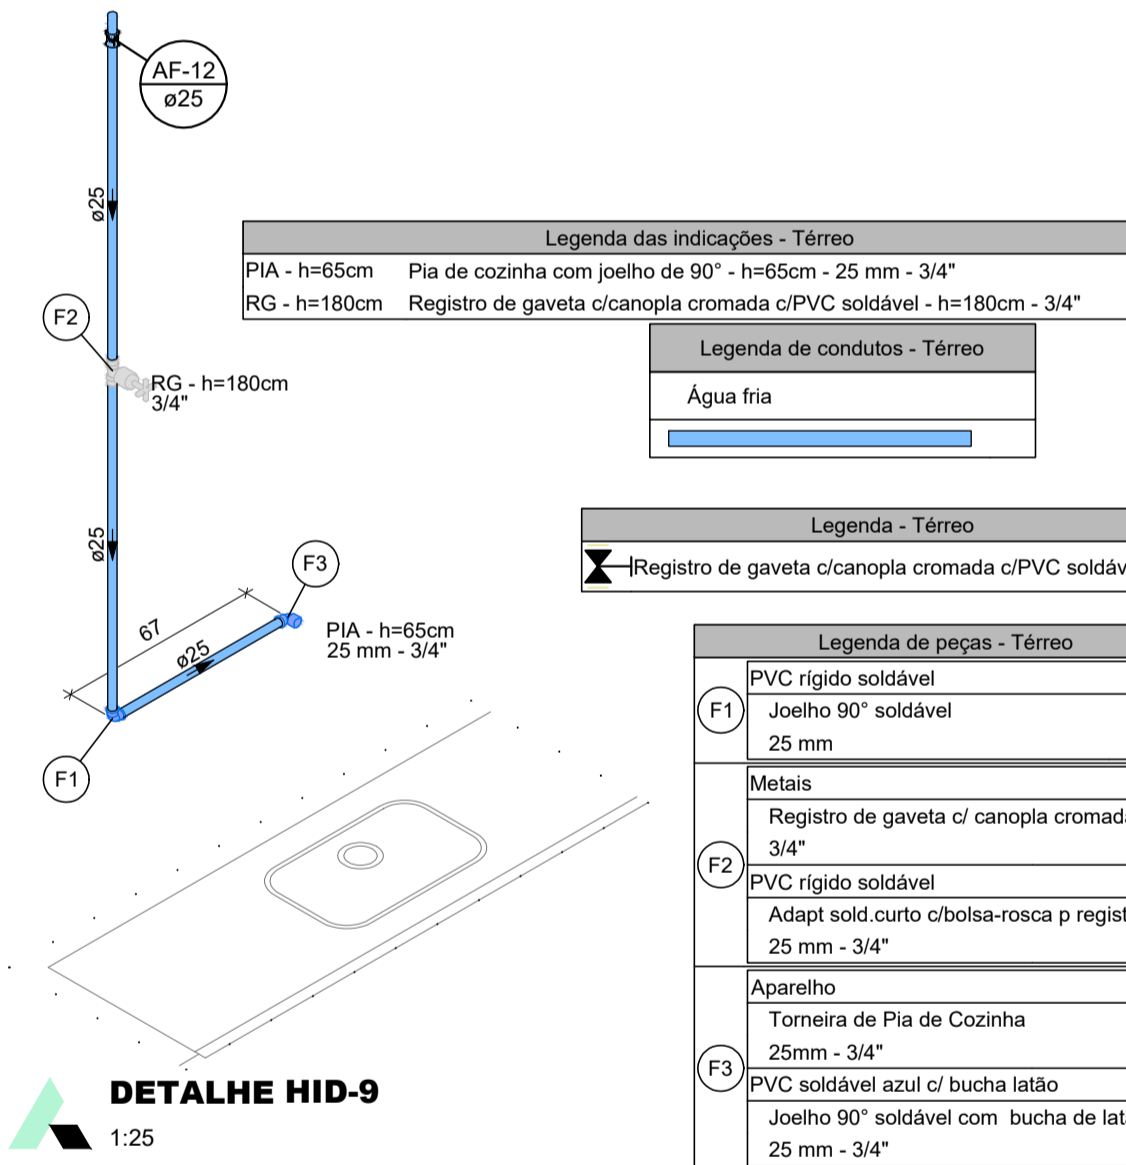 AF-12
ø25
ø25
Legenda das indicações - Térreo
PIA - h=65cm Pia de cozinha com joelho de 90° - h=65cm - 25 mm - 3/4"
RG - h=180cm Registro de gaveta c/canopla cromada c/PVC soldável - h=180cm - 3/4"
F2
Legenda de condutos - Térreo
RG - h=180cm
3/4"
Água fria
ø25
Legenda - Térreo
Registro de gaveta c/canopla cromada c/PVC soldáv
F3
67
ø25
PIA - h=65cm
25 mm - 3/4"
F1
Legenda de peças - Térreo
F1
PVC rígido soldável
Joelho 90° soldável
25 mm
F2
Metais
Registro de gaveta c/ canopla cromada
3/4"
PVC rígido soldável
Adapt sold.curto c/bolsa-rosca p regist
25 mm - 3/4"
F3
Aparelho
Torneira de Pia de Cozinha
25mm - 3/4"
PVC soldável azul c/ bucha latão
Joelho 90° soldável com bucha de lat
25 mm - 3/4"
DETALHE HID-9
1:25